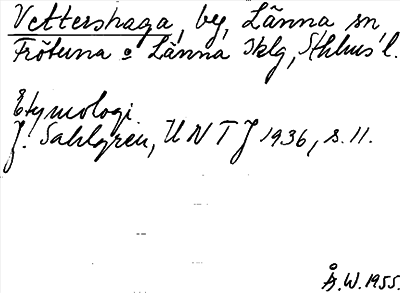 Vettershaga, by, Länna sn
Frötuna o Länna sklg, Sthlms l.
Etymologi.
J. Sahlgren, UNTJ 1936, s. 11.
Å.W. 1955.